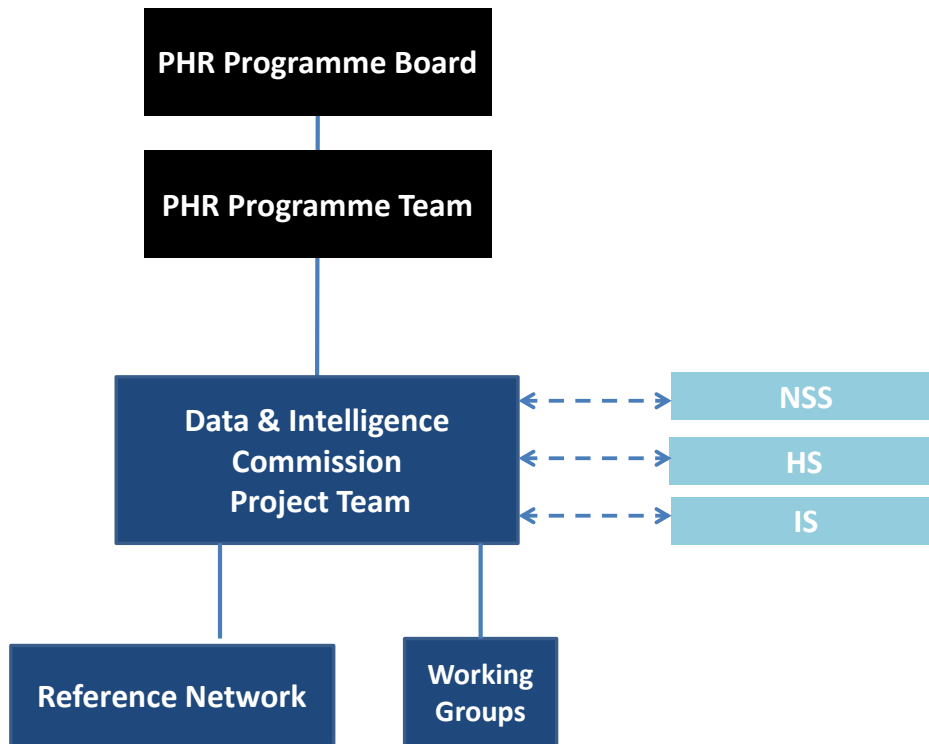 PHR Programme Board
PHR Programme Team
Data & Intelligence
Commission
Project Team
NSS
HS
IS
Reference Network
Working
Groups